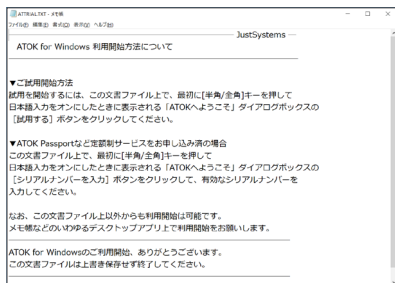 ATTRIAL.TXT - メモ帳
ファイル(F) 編集(E) 書式(O) 表示(V) ヘルプ(H)
JustSystems
ATOK for Windows 利用開始方法について
▼ご試用開始方法
試用を開始するには、この文書ファイル上で、最初に[半角/全角]キーを押して
日本語入力をオンにしたときに表示される「ATOKへようこそ」ダイアログボックスの
［試用する］ボタンをクリックしてください。
▼ATOK Passportなど定額制サービスをお申し込み済の場合
この文書ファイル上で、最初に[半角/全角]キーを押して
日本語入力をオンにしたときに表示される「ATOKへようこそ」ダイアログボックスの
［シリアルナンバーを入力］ボタンをクリックして、有効なシリアルナンバーを
入力してください。
なお、この文書ファイル上以外からも利用開始は可能です。
メモ帳などのいわゆるデスクトップアプリ上で利用開始をお願いします。
ATOK for Windowsのご利用開始、ありがとうございます。
この文書ファイルは上書き保存せず終了してください。